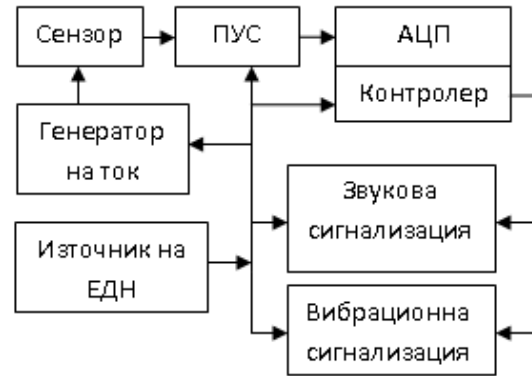 Сензор
ПУС
АЦП
Контролер
Генератор
на ток
Звукова
сигнализация
Източник на
ЕДН
Вибрационна
сигнализация